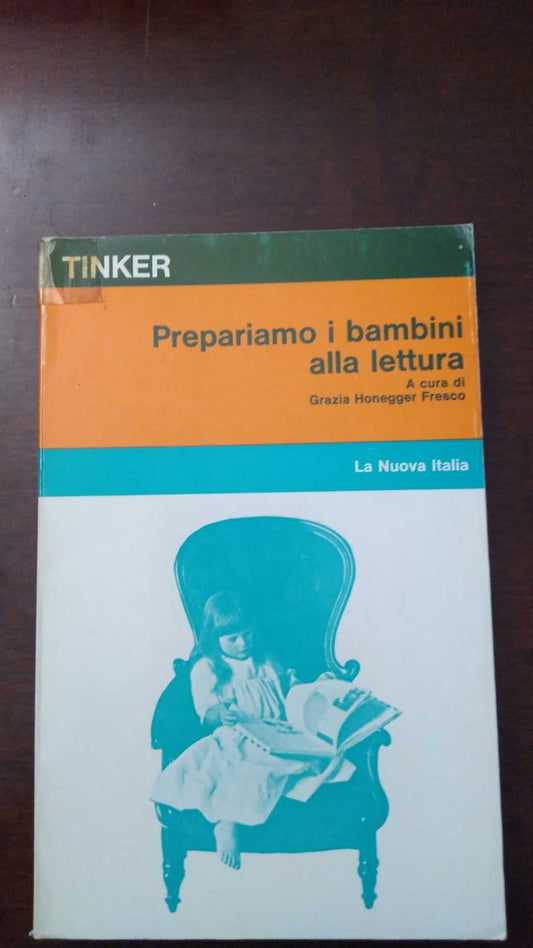 TINKER
Prepariamo i bambini
alla lettura
A cura di
Grazia Honegger Fresco
La Nuova Italia